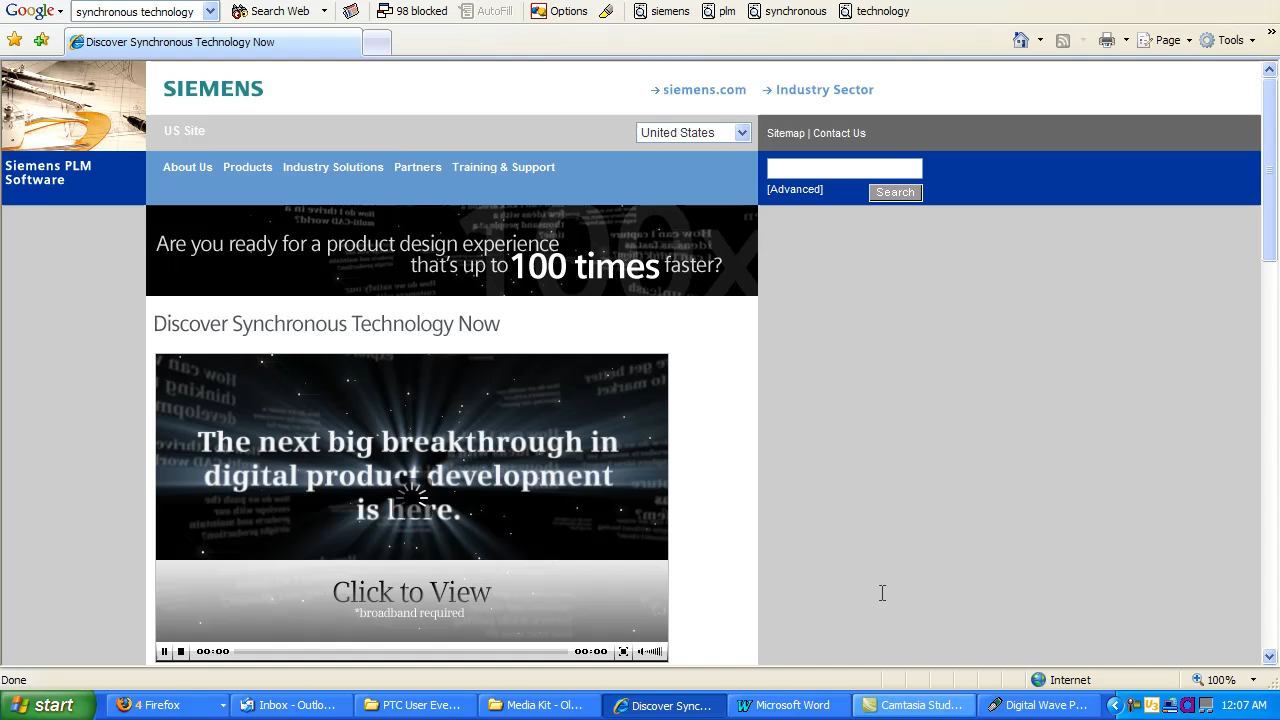 Google
synchronous technology
Search Web
98 blocked
AutoFill
Options
siemens
plm
synchronous
technology
Discover Synchronous Technology Now
Page
Tools
SIEMENS
siemens.com
Industry Sector
US Site
United States
Sitemap | Contact Us
Siemens PLM
Software
About Us Products Industry Solutions Partners Training & Support
[Advanced]
Search
Are you ready for a product design experience
that's up to 100 times faster?
Discover Synchronous Technology Now
The next big breakthrough in
digital product development
is here.
Click to View
*broadband required
00:00
00:00
Done
Internet
100%
start
4 Firefox
Inbox - Outlo...
PTC User Eve...
Media Kit - Ol...
Discover Sync...
Microsoft Word
Camtasia Stud...
Digital Wave P...
12:07 AM